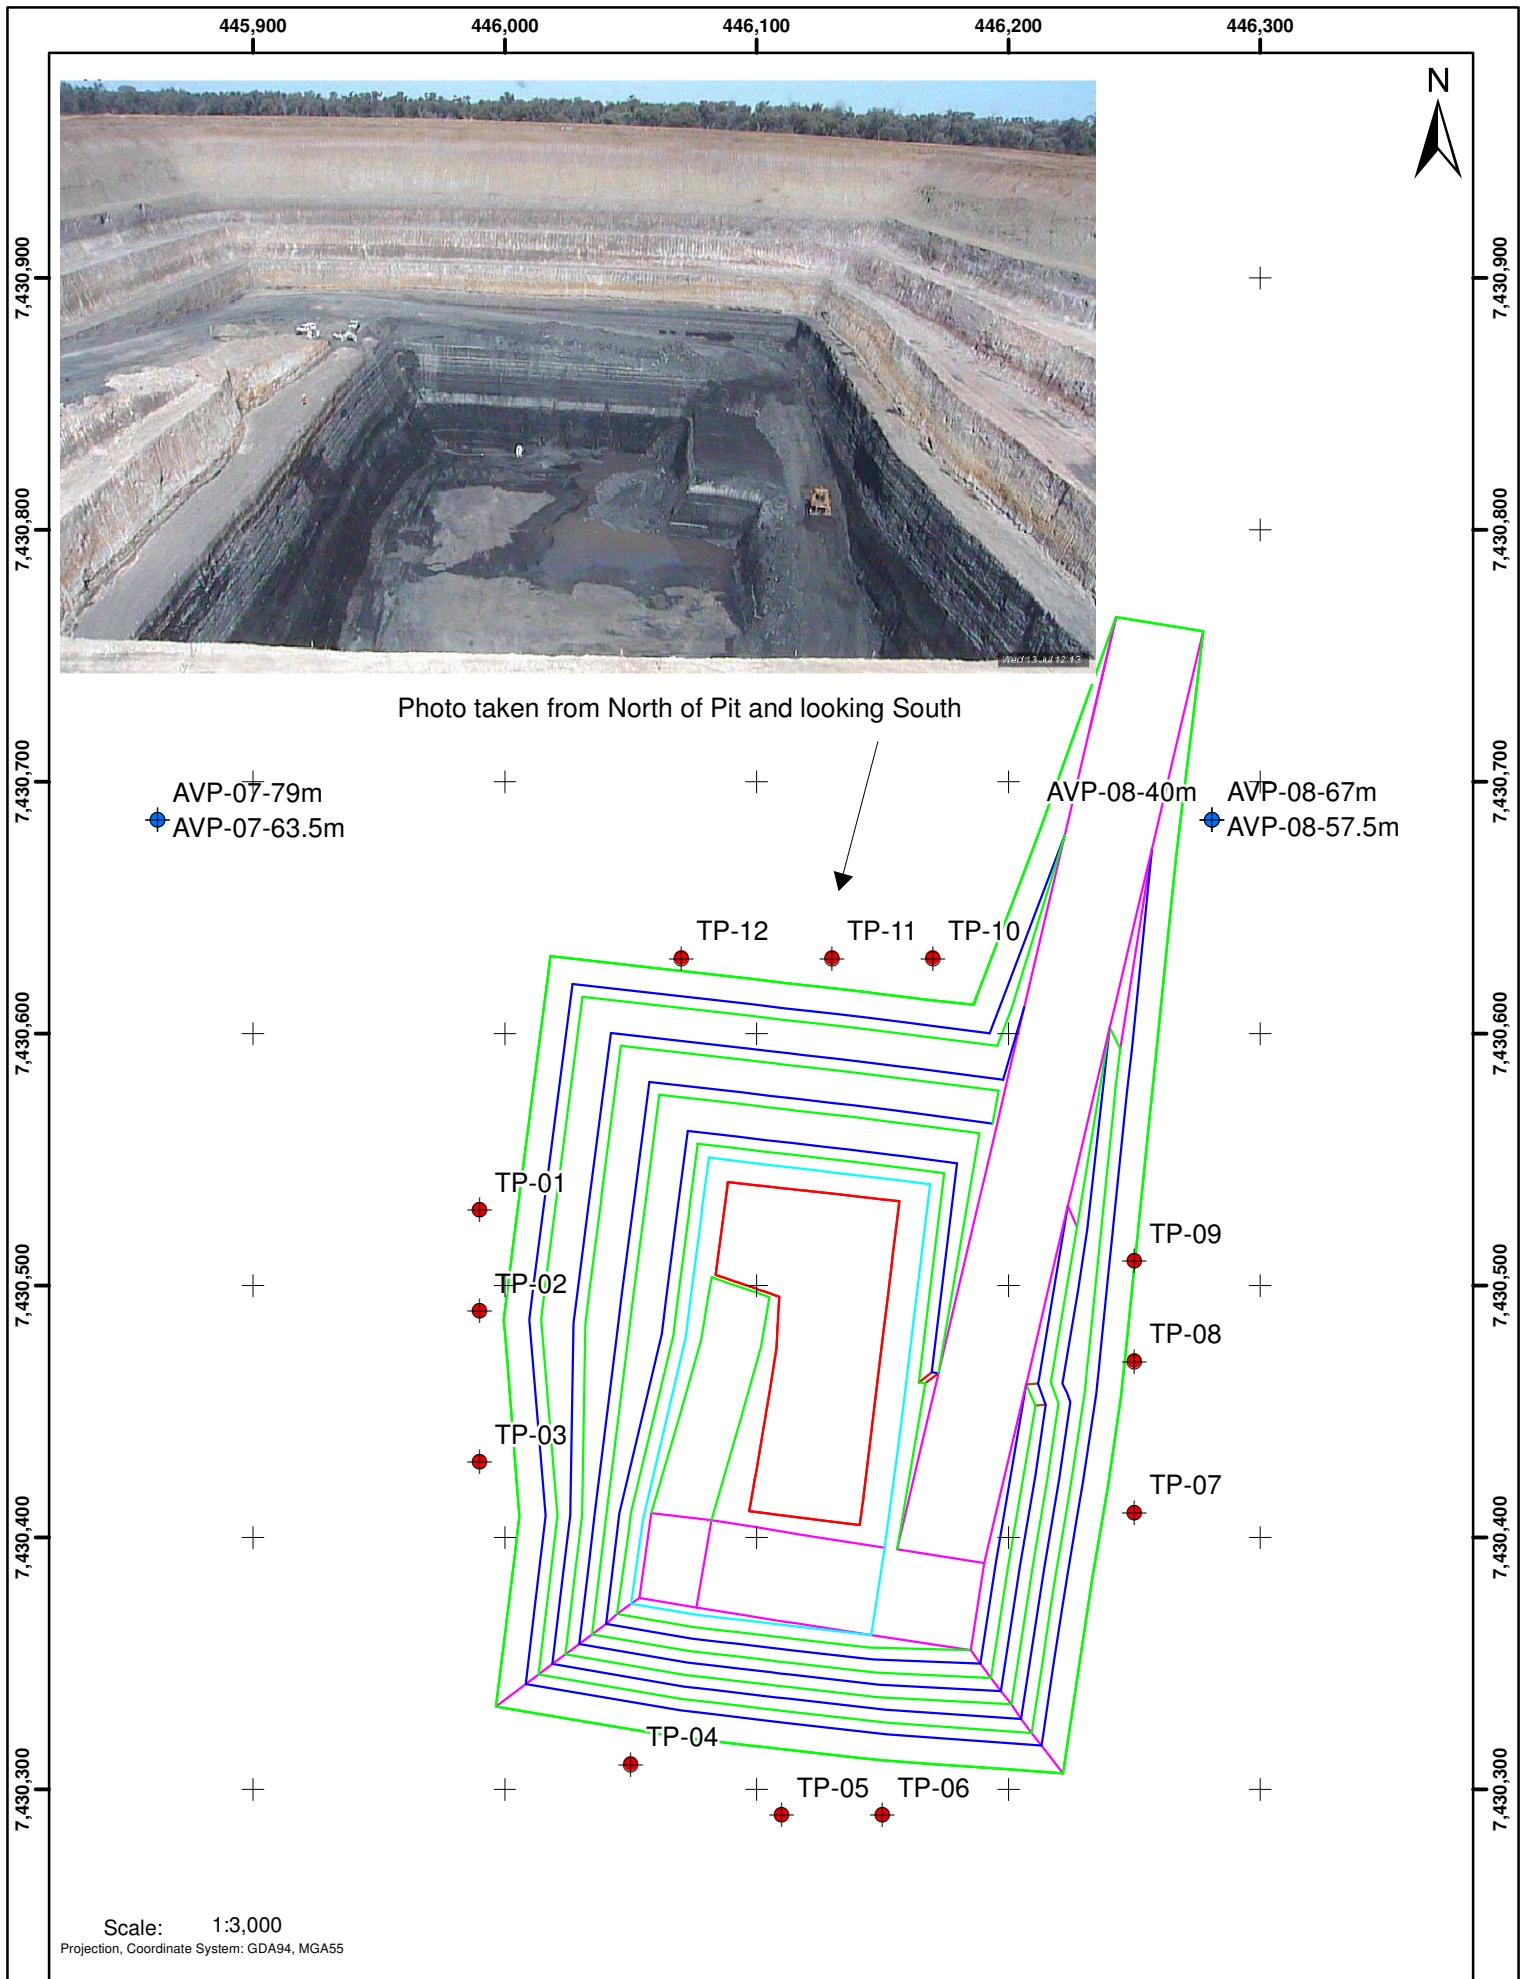 445,900
446,000
446,100
446,200
446,300
N
7,430,900
7,430,900
7,430,800
7,430,800
Wed 13 Jul 12:13
Photo taken from North of Pit and looking South
7,430,700
7,430,700
AVP-07-79m
AVP-07-63.5m
AVP-08-40m
AVP-08-67m
AVP-08-57.5m
TP-12
TP-11
TP-10
7,430,600
7,430,600
TP-01
TP-09
7,430,500
7,430,500
TP-02
TP-08
TP-03
TP-07
7,430,400
7,430,400
TP-04
7,430,300
7,430,300
TP-05
TP-06
Scale: 1:3,000
Projection, Coordinate System: GDA94, MGA55